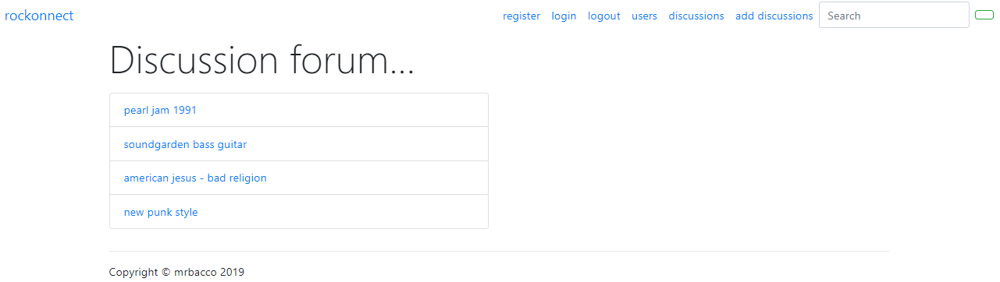 rockonnect register login logout users discussions add discussions Search
Discussion forum...
pearl jam 1991
soundgarden bass guitar
american jesus - bad religion
new punk style
Copyright © mrbacco 2019